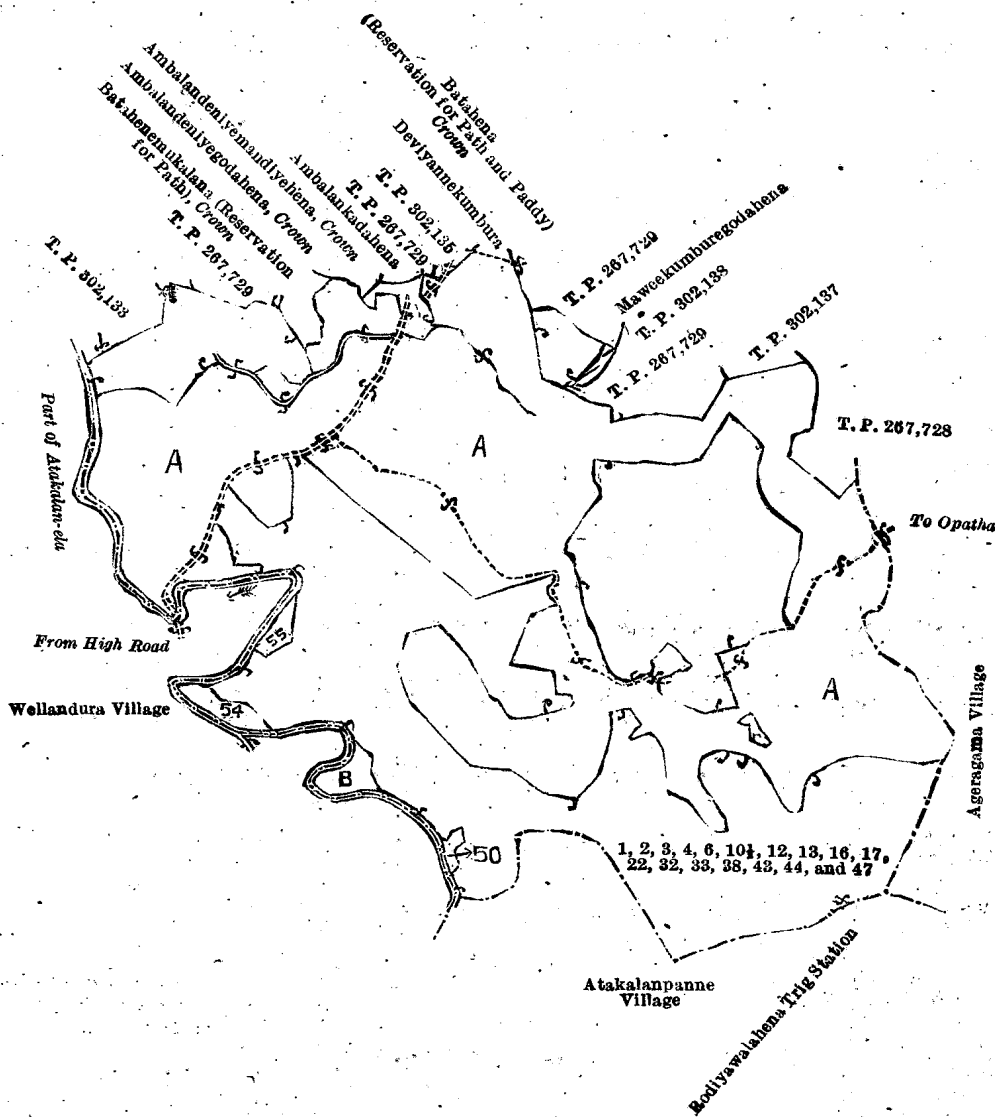 (Reservation for Path and Paddy)
Batahena
Crown
Deviyannekumbura
Ambalandeniyemandiyehena, Crown
Ambalandeniyegodahena, Crown
Batahenemukalana (Reservation
for Path), Crown
Ambalankadahena
T. P. 302,135
T. P. 267,729
T. P. 267,729
T. P. 302,133
T. P. 267,729
Maweekumburegodahena
T. P. 302,138
T. P. 267,729
T. P. 302,137
T. P. 267,728
To Opatha
Part of Atakalan-ela
A
A
From High Road
55
Wellandura Village
54
B
A
Ageragama Village
50
1, 2, 3, 4, 6, 10½, 12, 13, 16, 17,
22, 32, 33, 38, 43, 44, and 47
Atakalanpanne
Village
Rodiyawalahena Trig Station